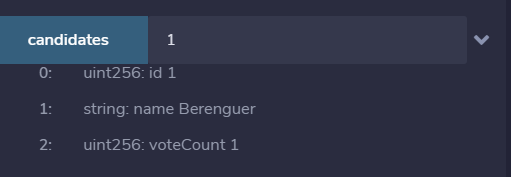 candidates 1
0: uint256: id 1
1: string: name Berenguer
2: uint256: voteCount 1